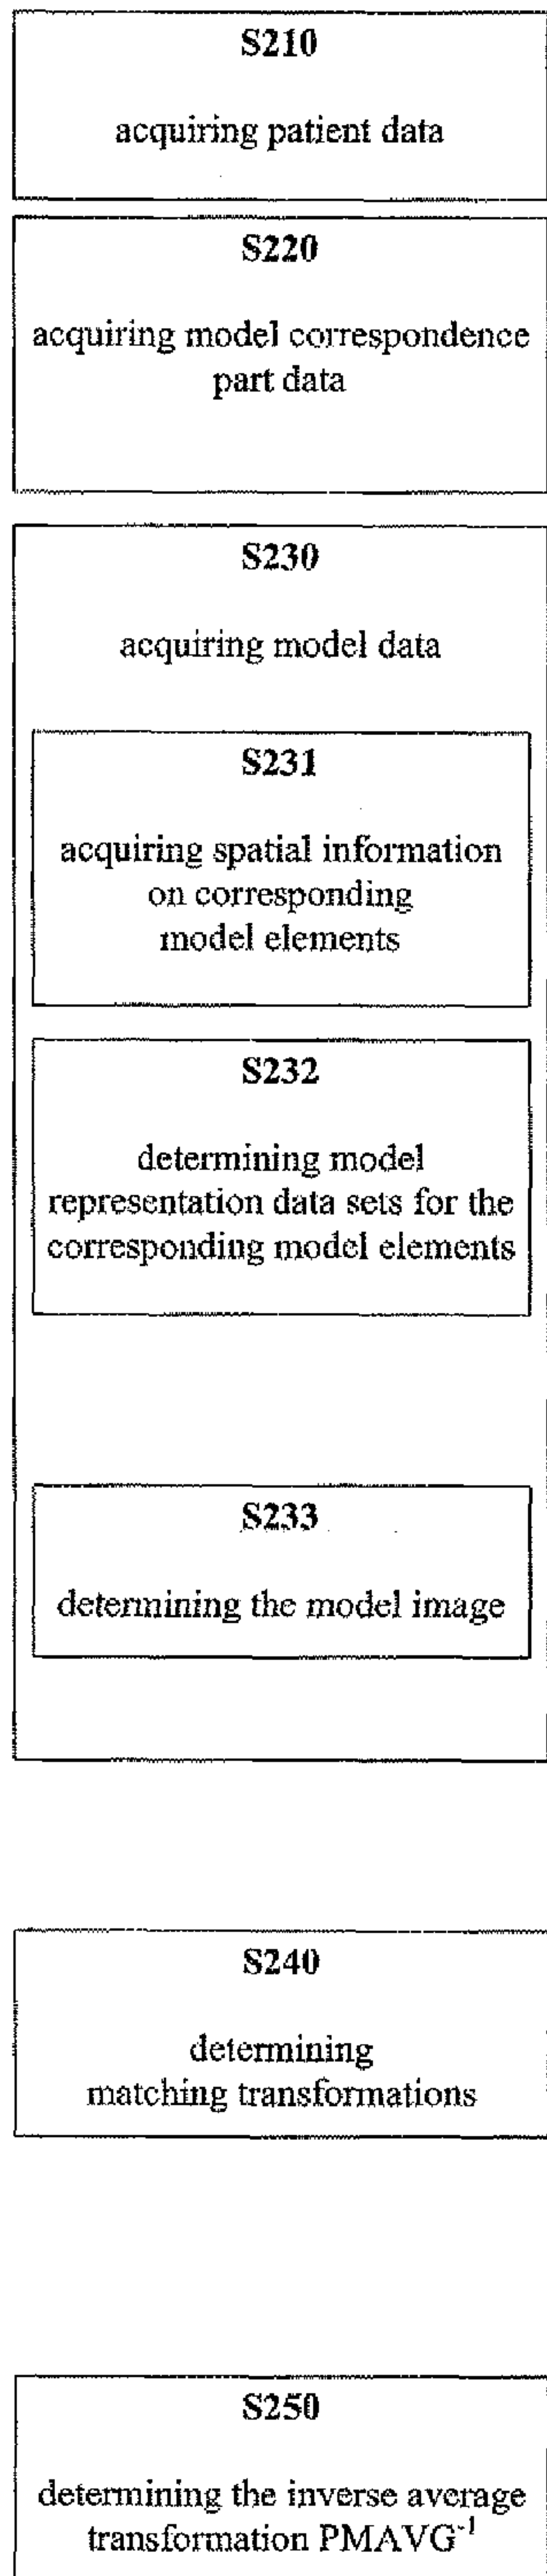 S210
acquiring patient data
S220
acquiring model correspondence
part data
S230
acquiring model data
S231
acquiring spatial information
on corresponding
model elements
S232
determining model
representation data sets for the
corresponding model elements
S233
determining the model image
S240
determining
matching transformations
S250
determining the inverse average
transformation PMAVG⁻¹